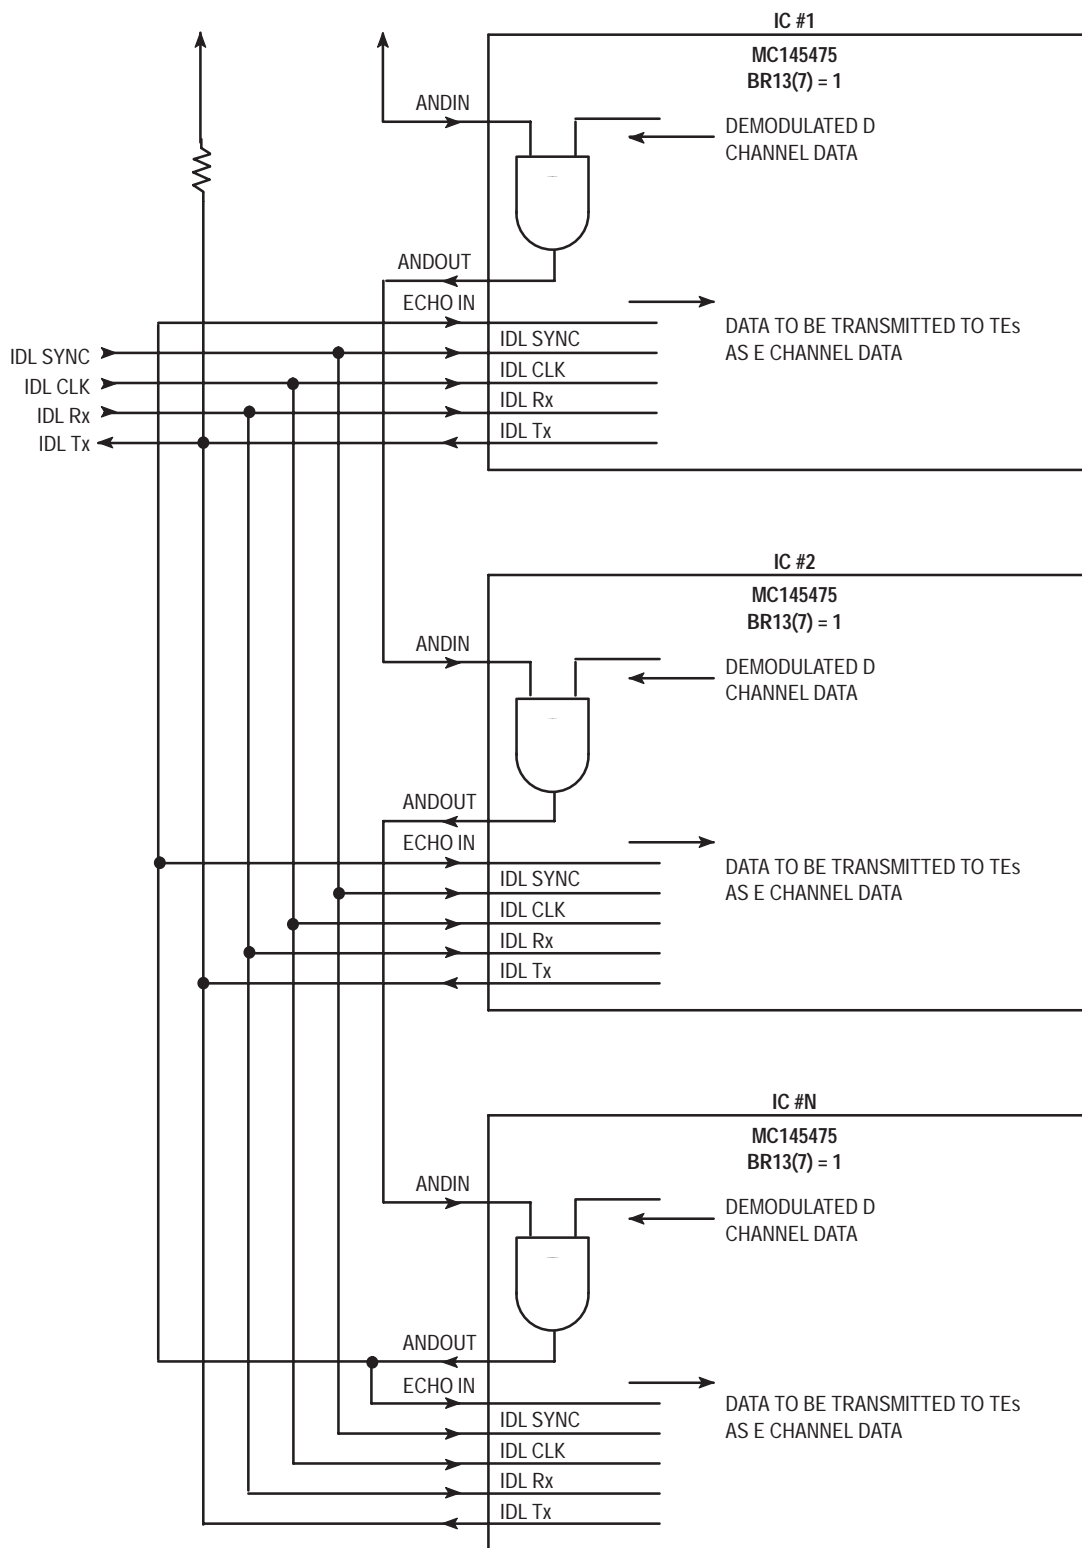 IC #1
MC145475
BR13(7) = 1
ANDIN
DEMODULATED D
CHANNEL DATA
ANDOUT
ECHO IN
DATA TO BE TRANSMITTED TO TEs
AS E CHANNEL DATA
IDL SYNC
IDL SYNC
IDL CLK
IDL CLK
IDL Rx
IDL Rx
IDL Tx
IDL Tx
IC #2
MC145475
BR13(7) = 1
ANDIN
DEMODULATED D
CHANNEL DATA
ANDOUT
ECHO IN
DATA TO BE TRANSMITTED TO TEs
AS E CHANNEL DATA
IDL SYNC
IDL CLK
IDL Rx
IDL Tx
IC #N
MC145475
BR13(7) = 1
ANDIN
DEMODULATED D
CHANNEL DATA
ANDOUT
ECHO IN
DATA TO BE TRANSMITTED TO TEs
AS E CHANNEL DATA
IDL SYNC
IDL CLK
IDL Rx
IDL Tx